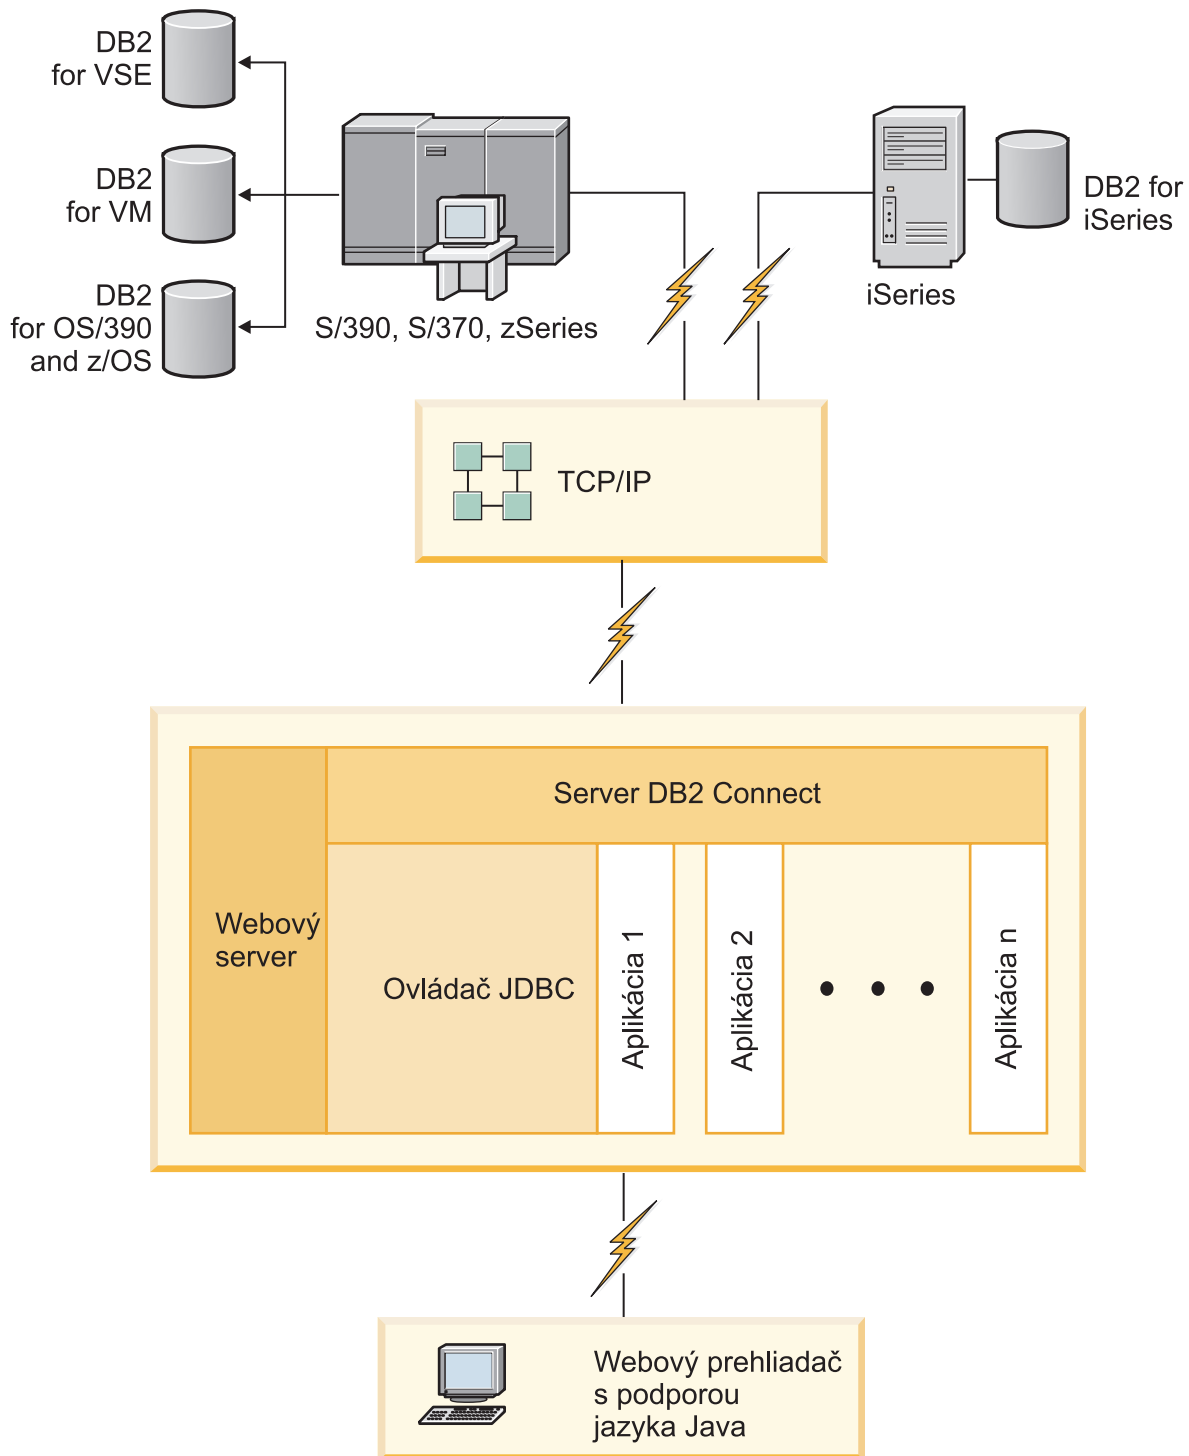 DB2
for VSE
DB2
for VM
DB2
for OS/390
and z/OS
S/390, S/370, zSeries
iSeries
DB2 for
iSeries
TCP/IP
Server DB2 Connect
Webový
server
Ovládač JDBC
Aplikácia 1
Aplikácia 2
Aplikácia n
Webový prehliadač
s podporou
jazyka Java